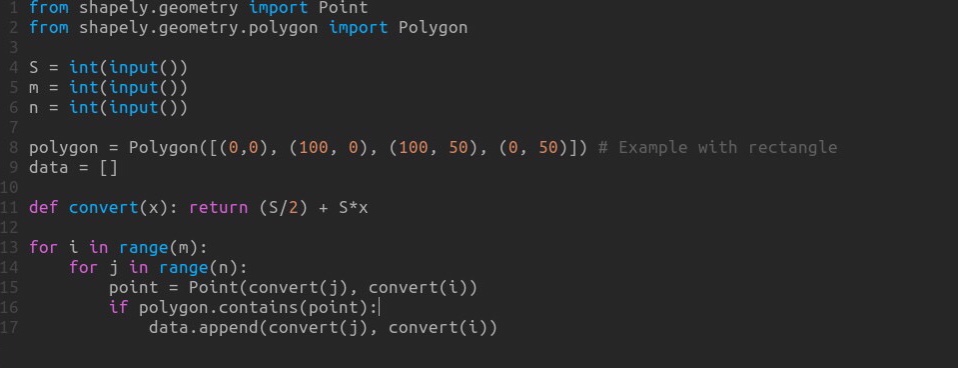 1 from shapely.geometry import Point
2 from shapely.geometry.polygon import Polygon
3
4 S = int(input())
5 m = int(input())
6 n = int(input())
7
8 polygon = Polygon([(0,0), (100, 0), (100, 50), (0, 50)]) # Example with rectangle
9 data = []
10
11 def convert(x): return (S/2) + S*x
12
13 for i in range(m):
14     for j in range(n):
15         point = Point(convert(j), convert(i))
16         if polygon.contains(point):
17             data.append(convert(j), convert(i))